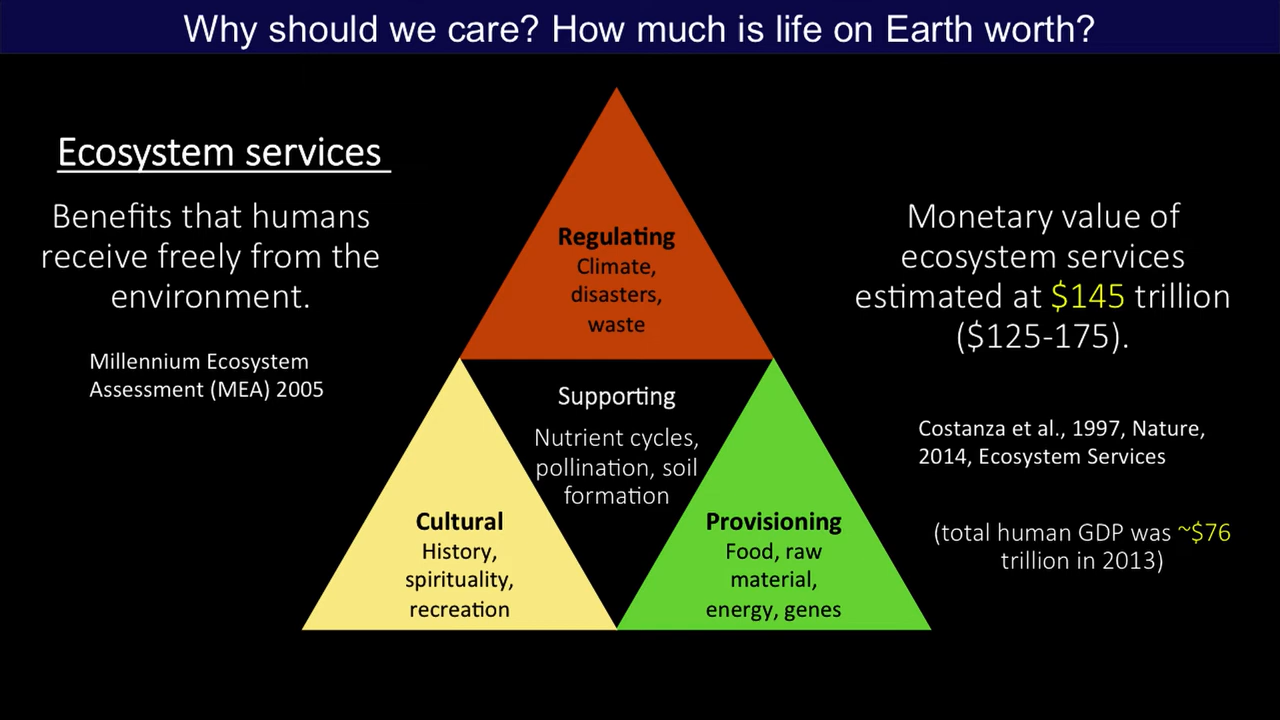 Why should we care? How much is life on Earth worth?
Ecosystem services
Benefits that humans
receive freely from the
environment.
Millennium Ecosystem
Assessment (MEA) 2005
Regulating
Climate,
disasters,
waste
Supporting
Nutrient cycles,
pollination, soil
formation
Cultural
History,
spirituality,
recreation
Provisioning
Food, raw
material,
energy, genes
Monetary value of
ecosystem services
estimated at $145 trillion
($125-175).
Costanza et al., 1997, Nature,
2014, Ecosystem Services
(total human GDP was ~$76
trillion in 2013)